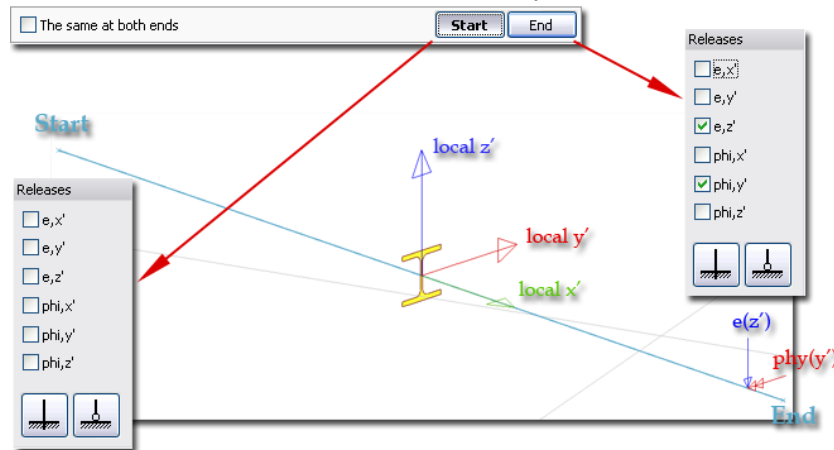 The same at both ends
Start
End
Releases
e,x'
e,y'
e,z'
phi,x'
phi,y'
phi,z'
Start
local z′
local y′
local x′
Releases
e,x'
e,y'
e,z'
phi,x'
phi,y'
phi,z'
e(z′)
phy(y′)
End